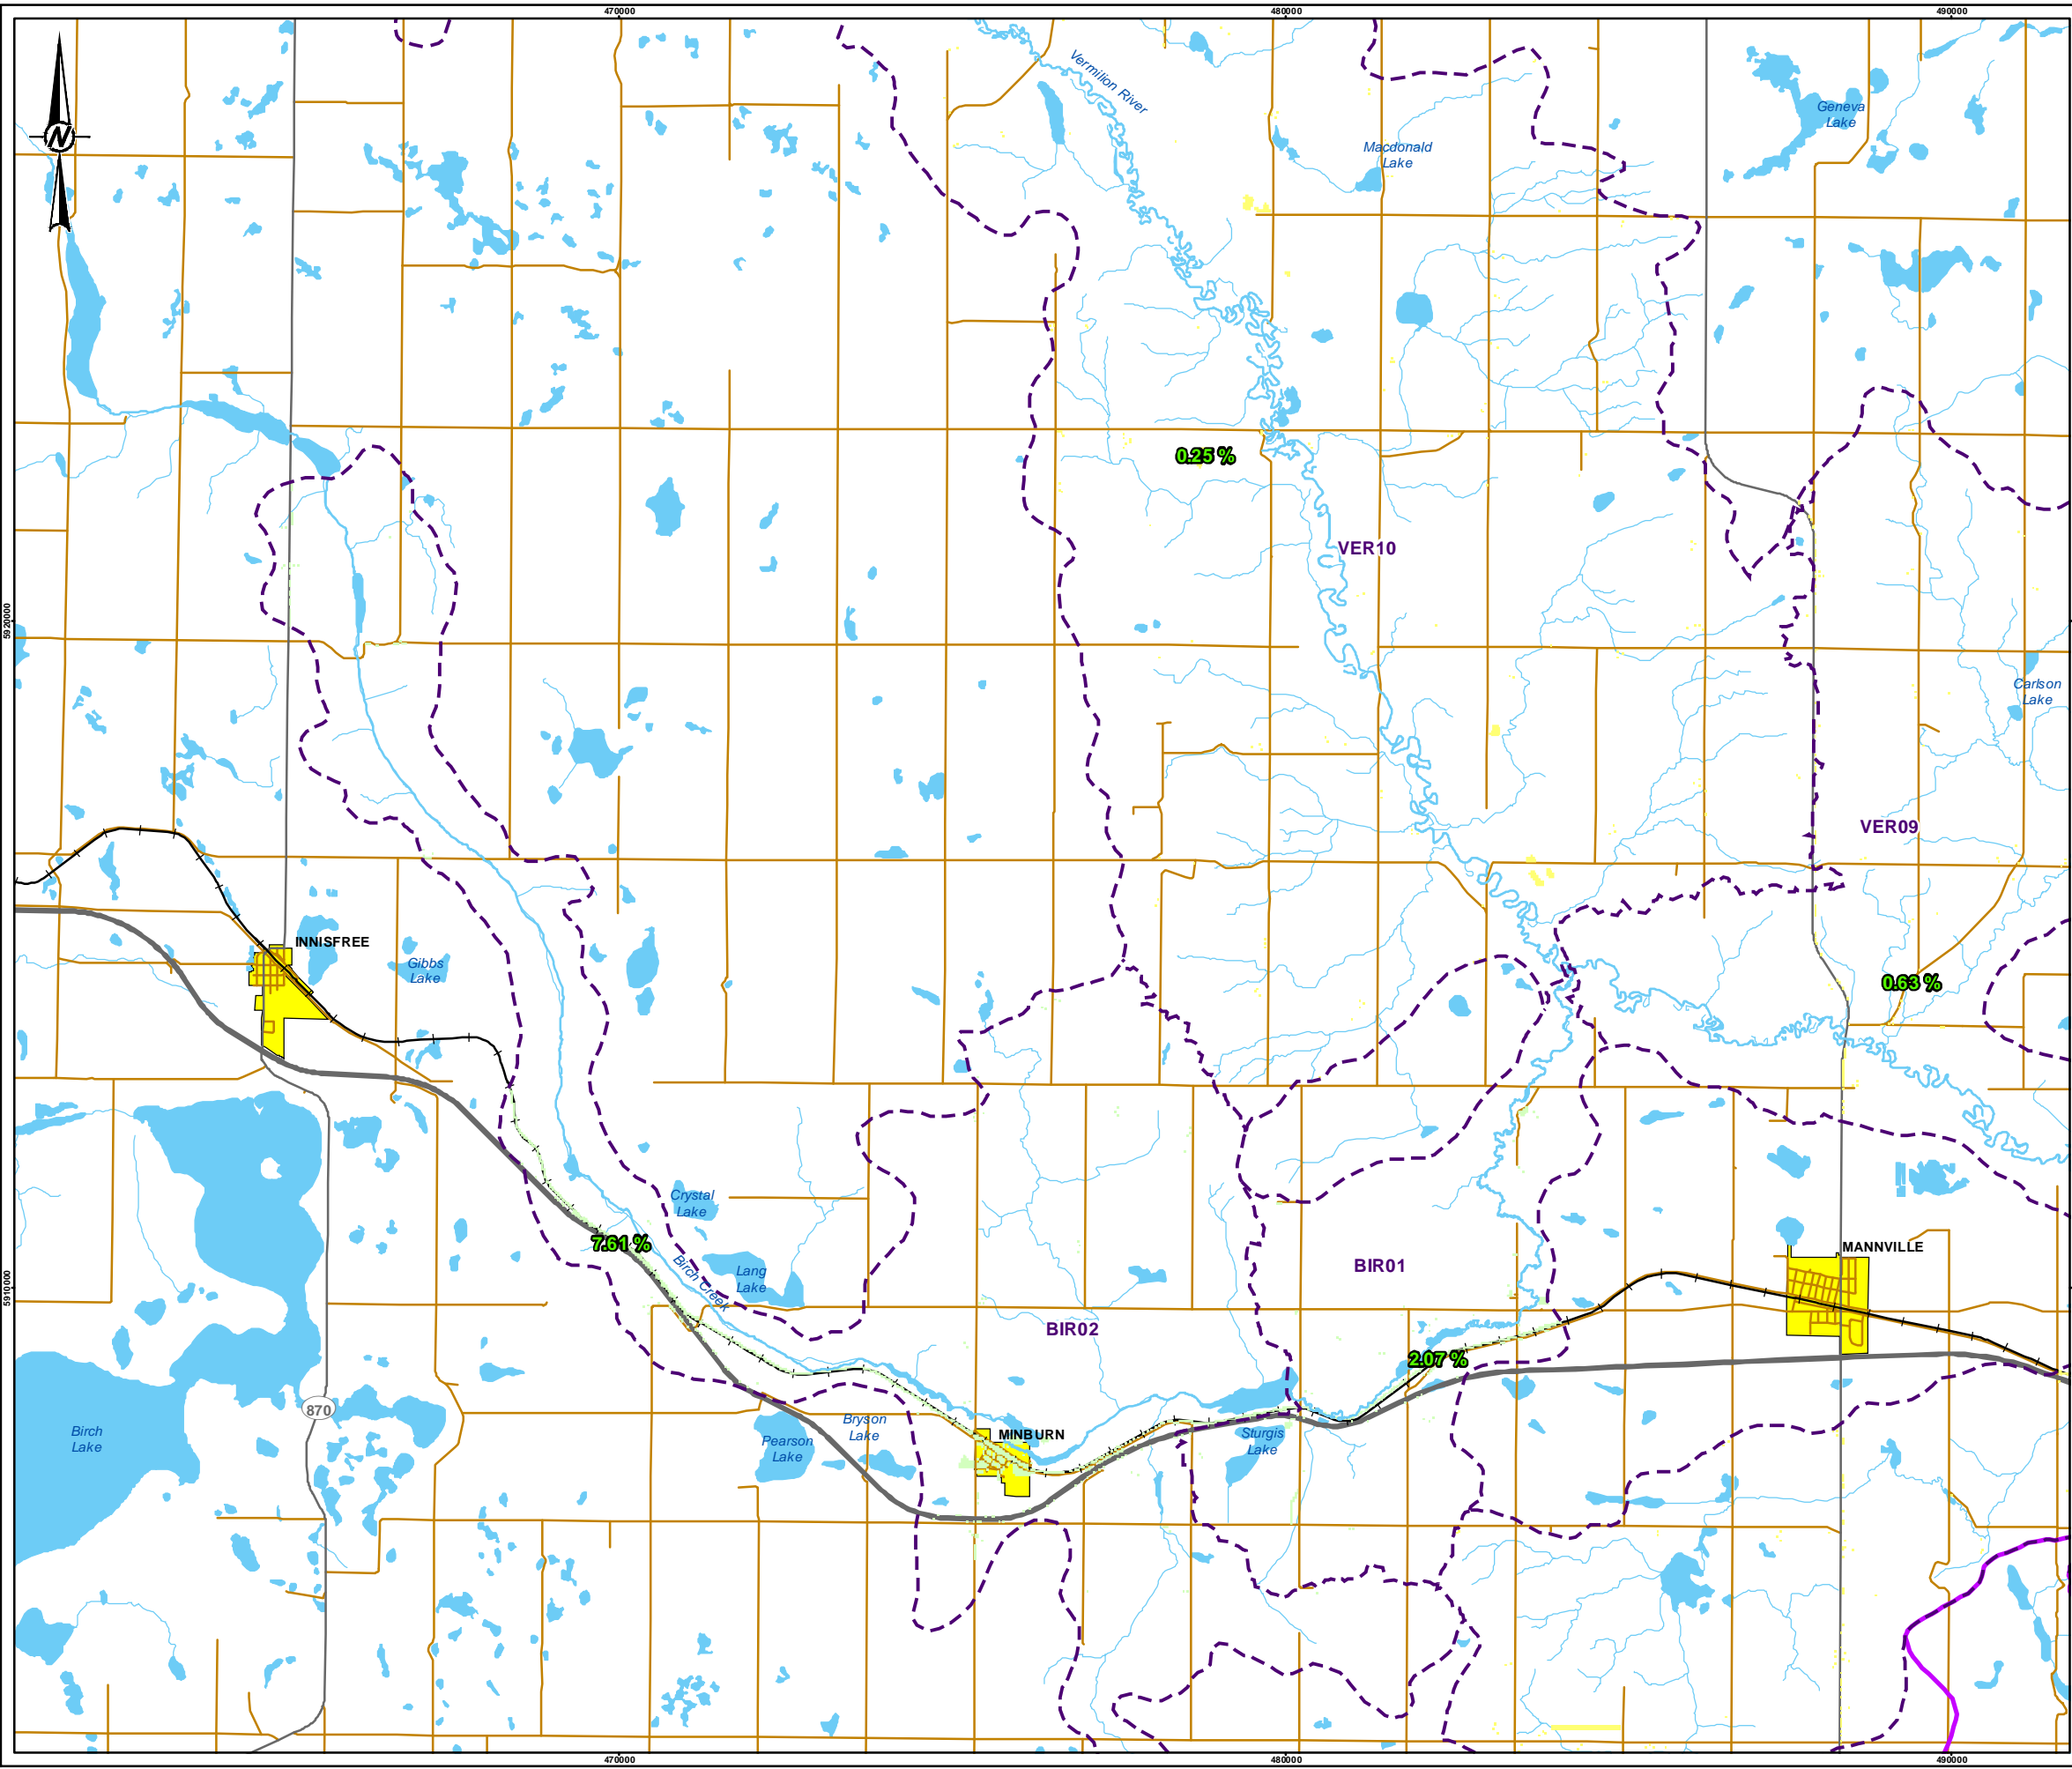 470000
480000
490000
Vermilion River
Geneva
Lake
N
Macdonald
Lake
0.25 %
VER10
5920000
Carlson
Lake
VER09
INNISFREE
Gibbs
Lake
0.63 %
Crystal
Lake
7.61 %
Birch Creek
Lang
Lake
BIR01
MANNVILLE
5910000
BIR02
2.07 %
870
Birch
Lake
Pearson
Lake
Bryson
Lake
MINBURN
Sturgis
Lake
470000
480000
490000